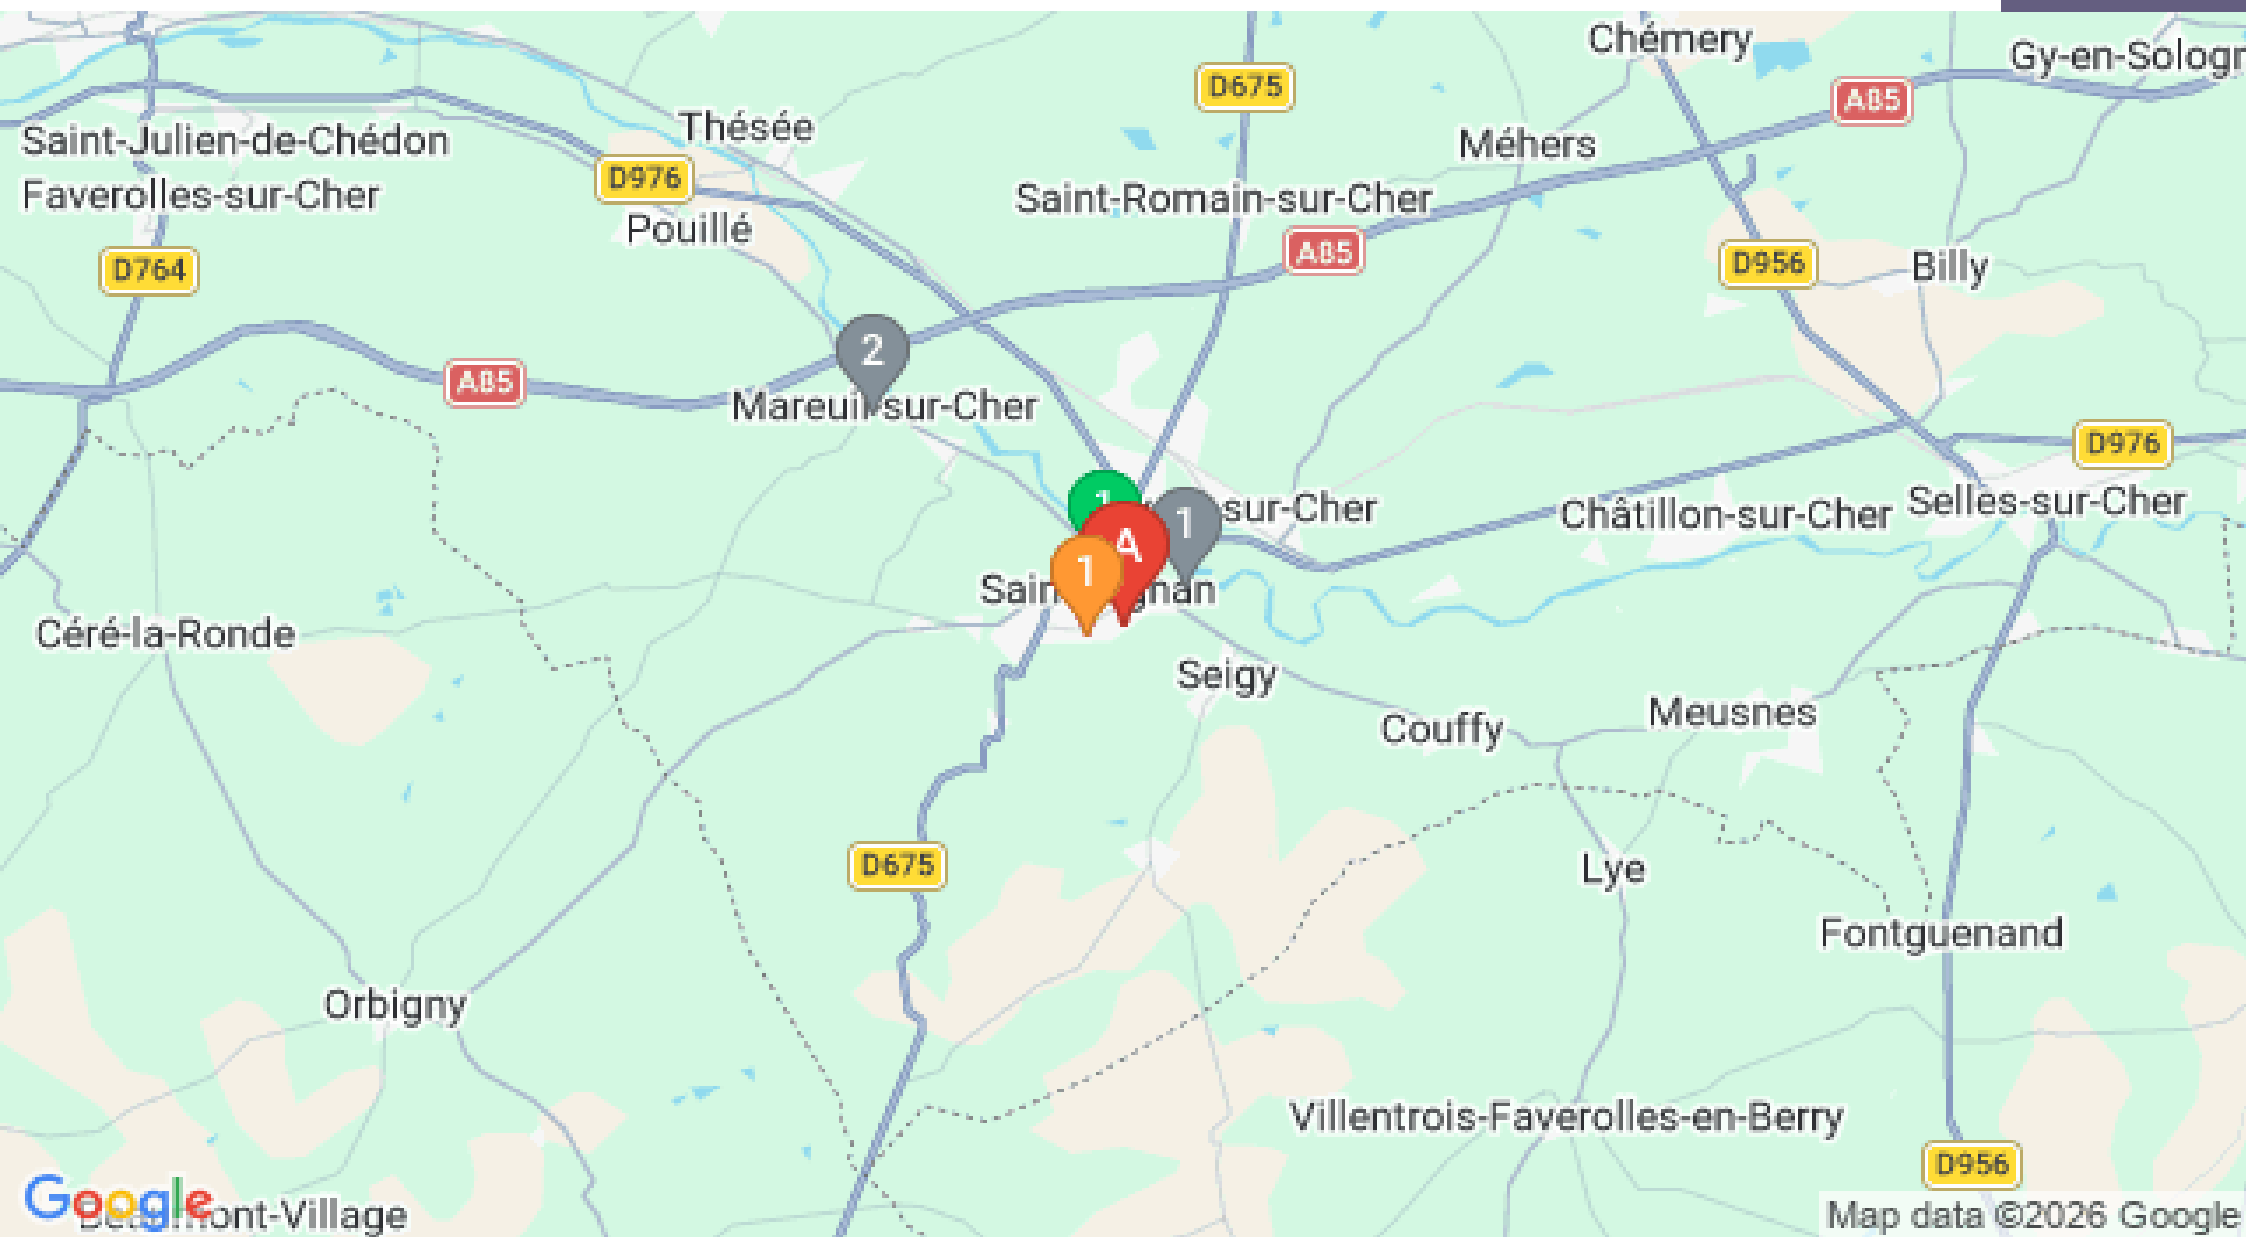 Chémery
Gy-en-Sologn
D675
A85
Thésée
Saint-Julien-de-Chédon
Méhers
D976
Faverolles-sur-Cher
Saint-Romain-sur-Cher
Pouillé
A85
D956
Billy
D764
2
A85
Mareuil-sur-Cher
D976
1
sur-Cher
Châtillon-sur-Cher
Selles-sur-Cher
1
A
1
Céré-la-Ronde
Seigy
Meusnes
Couffy
D675
Lye
Fontguenand
Orbigny
Villentrois-Faverolles-en-Berry
D956
Google
mont-Village
Map data ©2026 Google